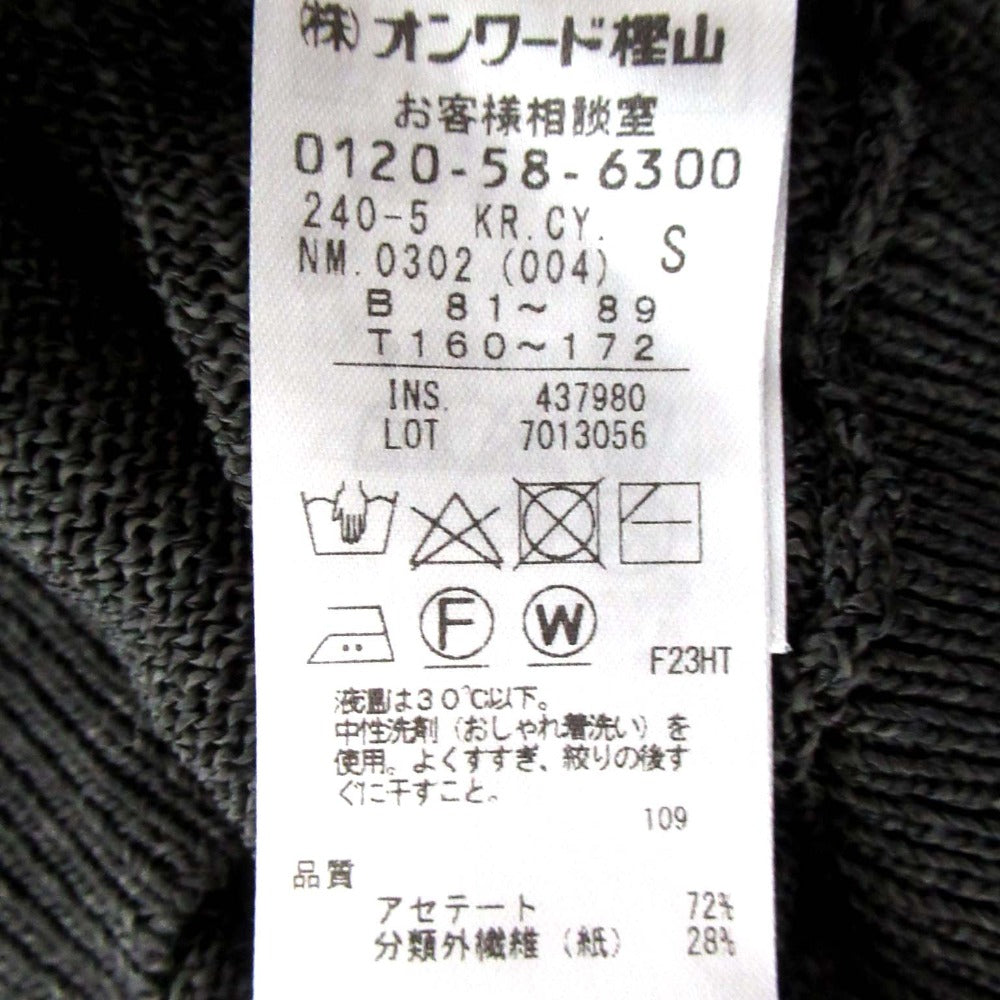 (株)オンワード樫山
お客様相談室
0120-58-6300
240-5 KR.CY.
S
NM.0302 (004)
B 81～ 89
T160～172
INS. 437980
LOT 7013056
F W
F23HT
液温は30℃以下。
中性洗剤（おしゃれ着洗い）を
使用。よくすすぎ、絞りの後す
ぐに干すこと。
109
品質
アセテート 72%
分類外繊維（紙） 28%